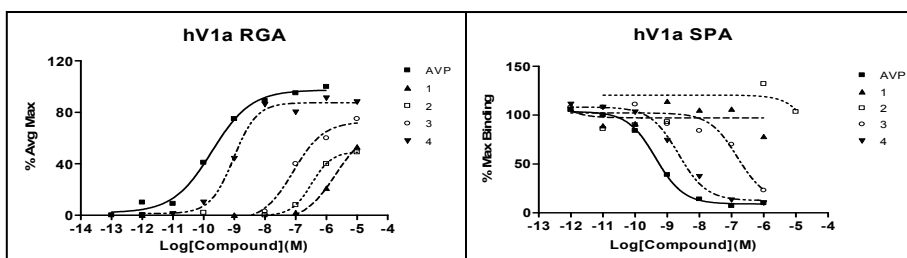 hV1a RGA
120
80
40
0
% Avg Max
-14 -13 -12 -11 -10 -9 -8 -7 -6 -5 -4
Log[Compound](M)
AVP
1
2
3
4
hV1a SPA
150
100
50
0
% Max Binding
-13 -12 -11 -10 -9 -8 -7 -6 -5 -4
Log[Compound](M)
AVP
1
2
3
4